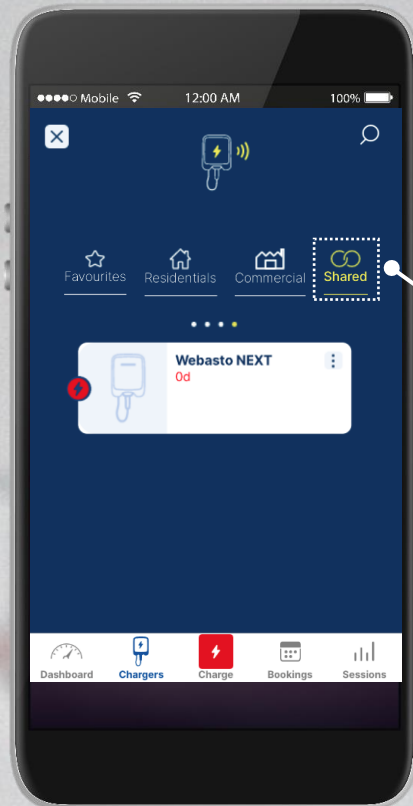 Mobile 12:00 AM 100%
Favourites Residentials Commercial Shared
Webasto NEXT
0d
Dashboard Chargers Charge Bookings Sessions